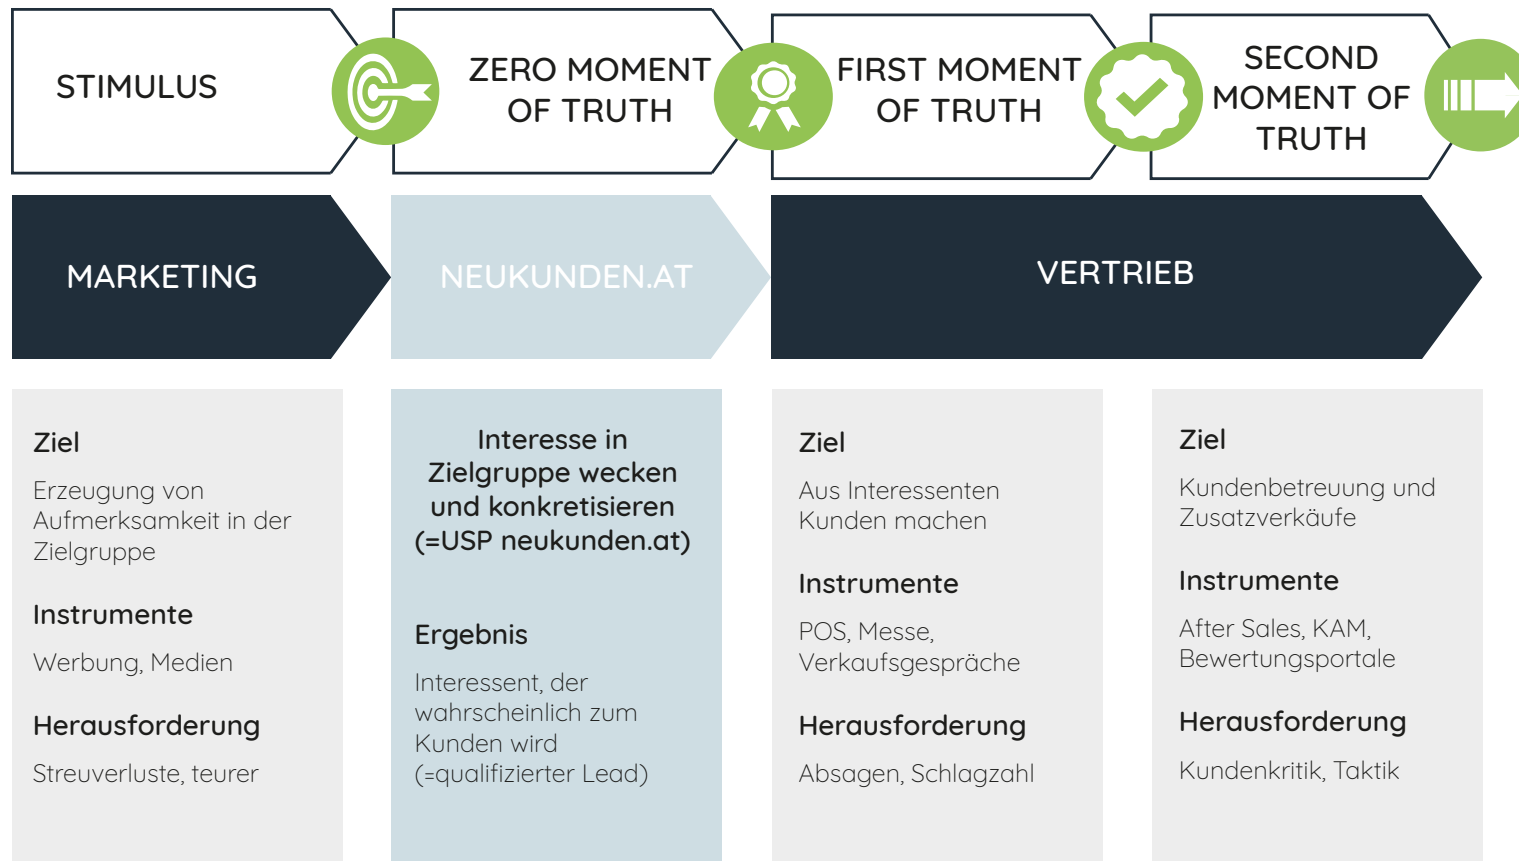 STIMULUS
ZERO MOMENT
OF TRUTH
FIRST MOMENT
OF TRUTH
SECOND
MOMENT OF
TRUTH
MARKETING
NEUKUNDEN.AT
VERTRIEB
Ziel
Erzeugung von
Aufmerksamkeit in der
Zielgruppe
Instrumente
Werbung, Medien
Herausforderung
Streuverluste, teurer
Interesse in
Zielgruppe wecken
und konkretisieren
(=USP neukunden.at)
Ergebnis
Interessent, der
wahrscheinlich zum
Kunden wird
(=qualifizierter Lead)
Ziel
Aus Interessenten
Kunden machen
Instrumente
POS, Messe,
Verkaufsgespräche
Herausforderung
Absagen, Schlagzahl
Ziel
Kundenbetreuung und
Zusatzverkäufe
Instrumente
After Sales, KAM,
Bewertungsportale
Herausforderung
Kundenkritik, Taktik